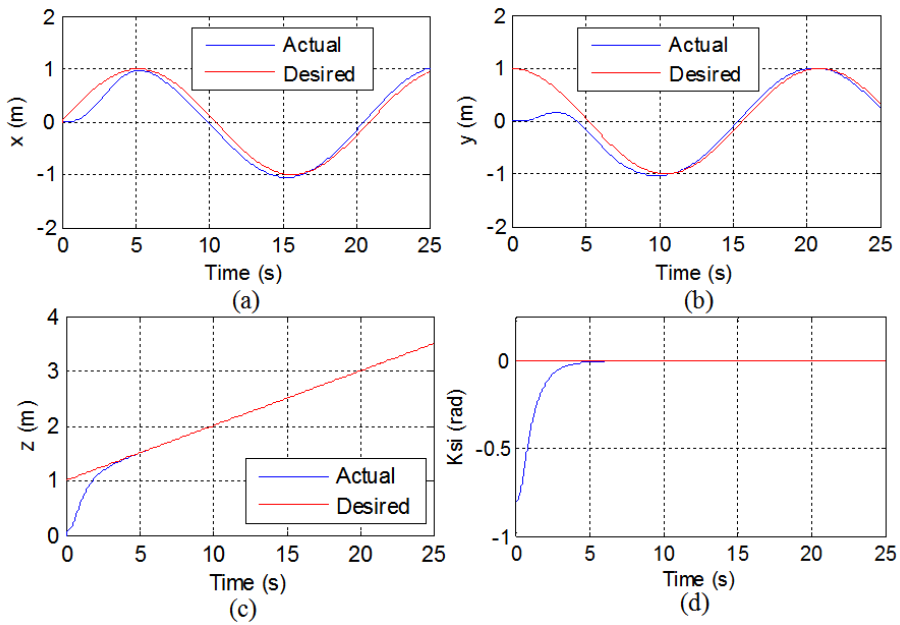 2
1
0
-1
-2
x (m)
Actual
Desired
0 5 10 15 20 25
Time (s)
(a)
2
1
0
-1
-2
y (m)
Actual
Desired
0 5 10 15 20 25
Time (s)
(b)
4
3
2
1
0
z (m)
Actual
Desired
0 5 10 15 20 25
Time (s)
(c)
0
-0.5
-1
Ksi (rad)
0 5 10 15 20 25
Time (s)
(d)